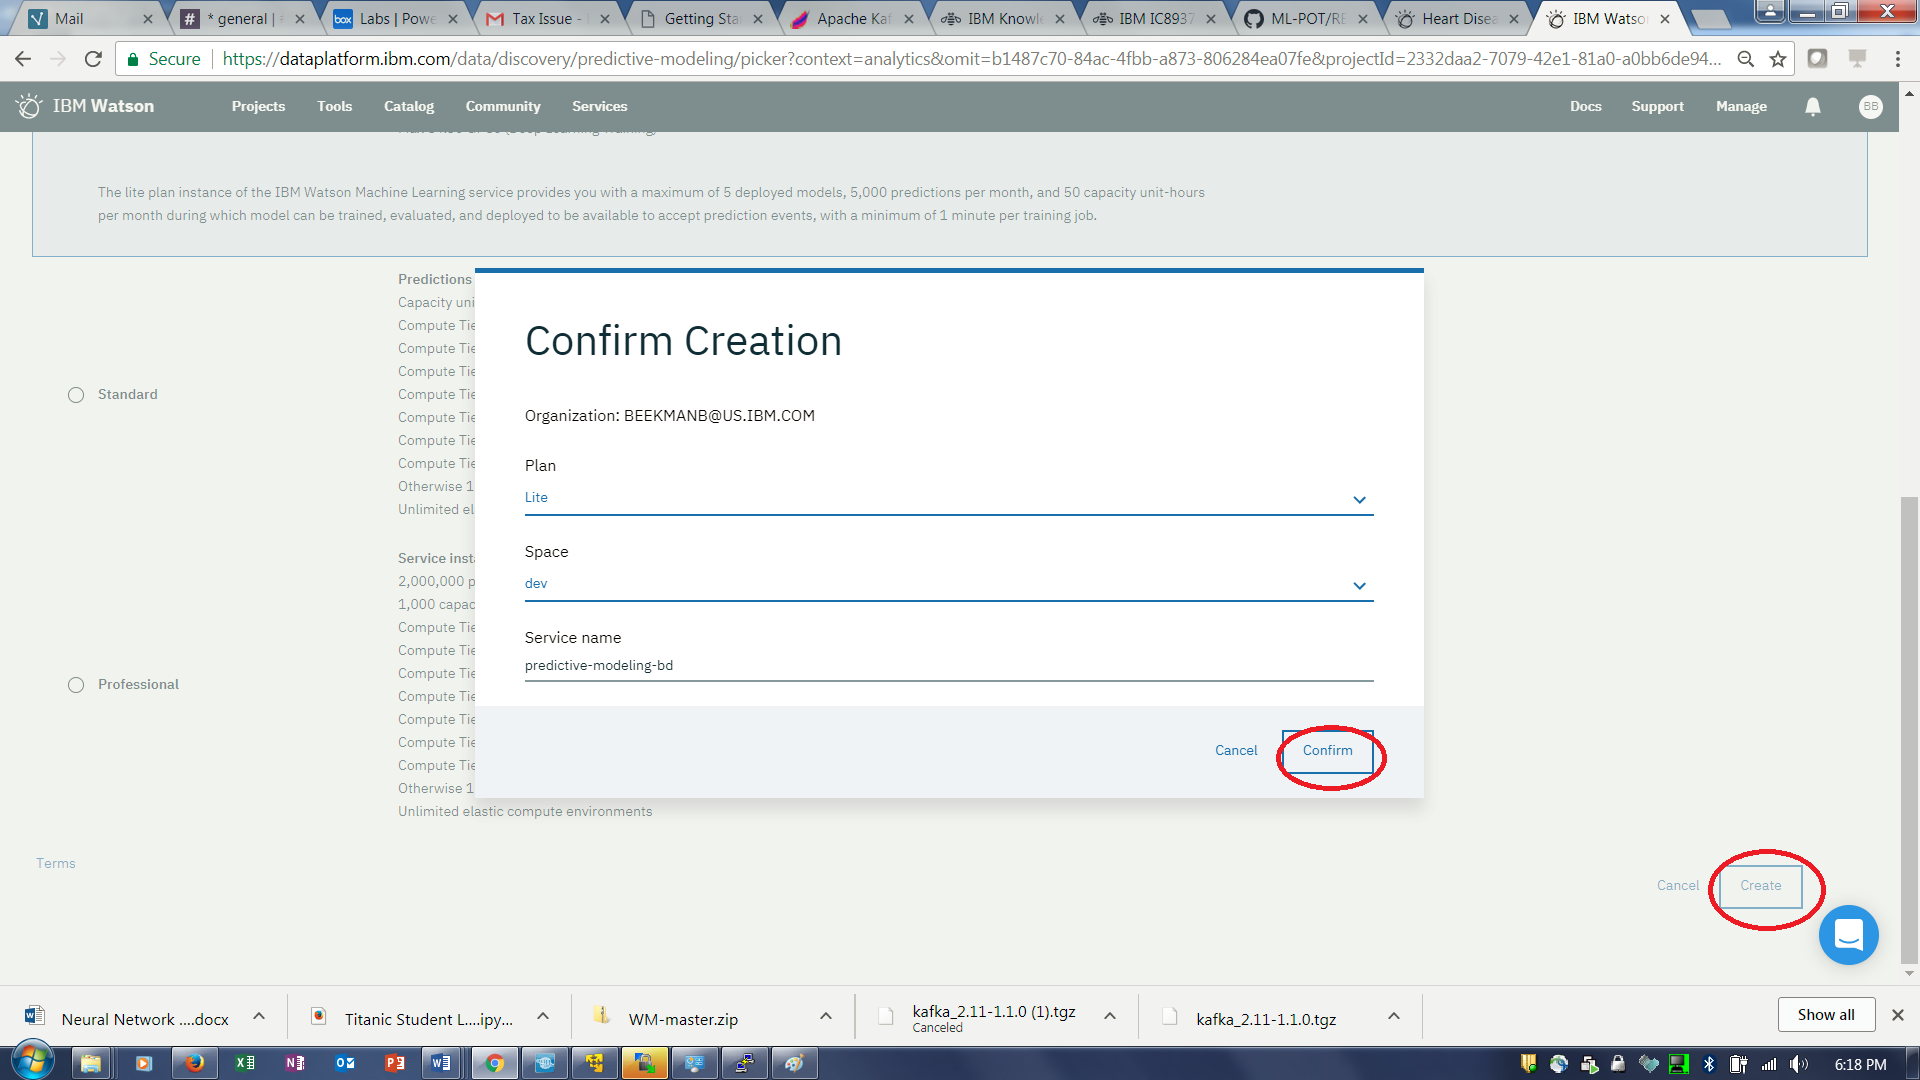 Mail
* general | #
box Labs | Powe
Tax Issue -
Getting Sta
Apache Kaf
IBM Knowle
IBM IC8937
ML-POT/RE
Heart Disea
IBM Watso
Secure
https://dataplatform.ibm.com/data/discovery/predictive-modeling/picker?context=analytics&omit=b1487c70-84ac-4fbb-a873-806284ea07fe&projectId=2332daa2-7079-42e1-81a0-a0bb6de94...
IBM Watson
Projects
Tools
Catalog
Community
Services
Docs
Support
Manage
BB
The lite plan instance of the IBM Watson Machine Learning service provides you with a maximum of 5 deployed models, 5,000 predictions per month, and 50 capacity unit-hours
per month during which model can be trained, evaluated, and deployed to be available to accept prediction events, with a minimum of 1 minute per training job.
Predictions
Capacity uni
Compute Tie
Compute Tie
Compute Tie
Standard
Compute Tie
Compute Tie
Compute Tie
Compute Tie
Otherwise 1
Unlimited el
Service insta
2,000,000 p
1,000 capac
Compute Tie
Compute Tie
Compute Tie
Professional
Compute Tie
Compute Tie
Compute Tie
Compute Tie
Otherwise 1
Unlimited elastic compute environments
Confirm Creation
Organization: BEEKMANB@US.IBM.COM
Plan
Lite
Space
dev
Service name
predictive-modeling-bd
Cancel
Confirm
Terms
Cancel
Create
Neural Network ....docx
Titanic Student L....ipy...
WM-master.zip
kafka_2.11-1.1.0 (1).tgz
Canceled
kafka_2.11-1.1.0.tgz
Show all
6:18 PM